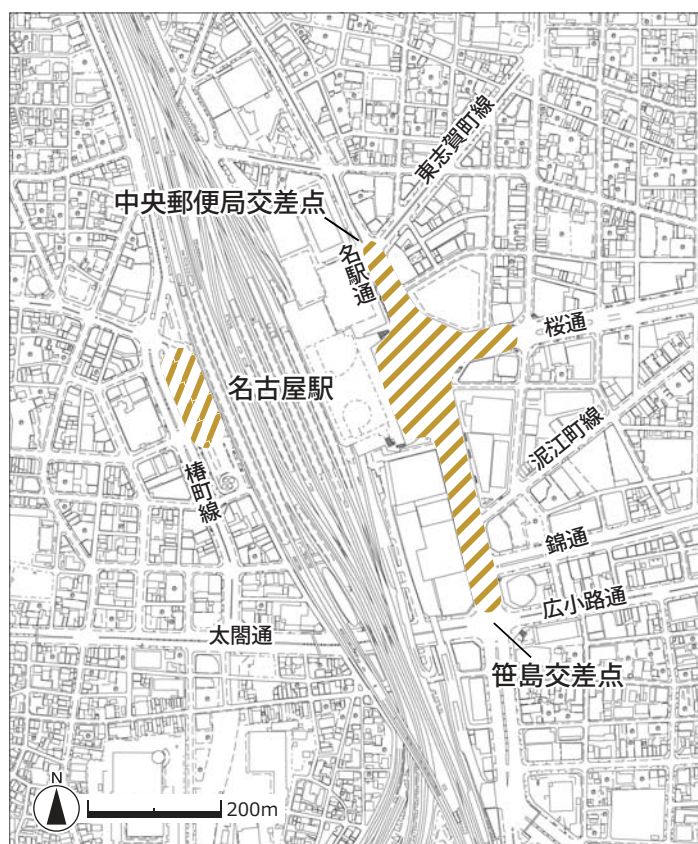 東志賀町線
中央郵便局交差点
名駅通
桜通
名古屋駅
泥江町線
椿町線
錦通
広小路通
太閤通
笹島交差点
N
200m